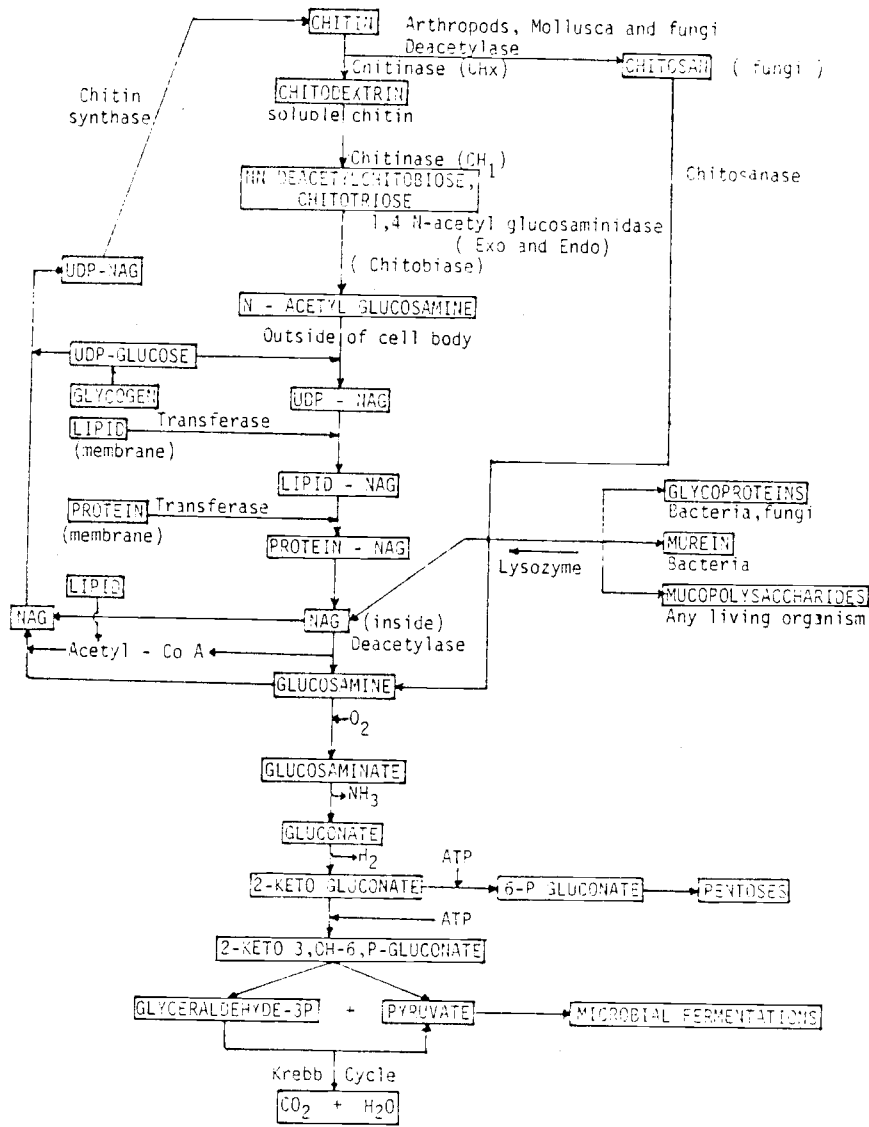 CHITIN Arthropods, Mollusca and fungi
Deacetylase
Cnitinase (CHx) CHITOSAN ( fungi )
CHITODEXTRIN
soluble chitin
Chitin
synthase
Chitinase (CH1)
NN DEACETYLCHITOBIOSE,
CHITOTRIOSE
Chitosanase
1,4 N-acetyl glucosaminidase
( Exo and Endo)
( Chitobiase)
UDP-NAG
N - ACETYL GLUCOSAMINE
Outside of cell body
UDP-GLUCOSE
GLYCOGEN
UDP - NAG
LIPID Transferase
(membrane)
LIPID - NAG
PROTEIN Transferase
(membrane)
PROTEIN - NAG
GLYCOPROTEINS
Bacteria, fungi
MUREIN
Bacteria
Lysozyme
MUCOPOLYSACCHARIDES
Any living organism
LIPID
NAG
NAG (inside)
Deacetylase
Acetyl - Co A
GLUCOSAMINE
O2
GLUCOSAMINATE
NH3
GLUCONATE
H2
ATP
2-KETO GLUCONATE 6-P GLUCONATE PENTOSES
ATP
2-KETO 3,OH-6,P-GLUCONATE
GLYCERALDEHYDE-3P + PYRUVATE MICROBIAL FERMENTATIONS
Krebb Cycle
CO2 + H2O